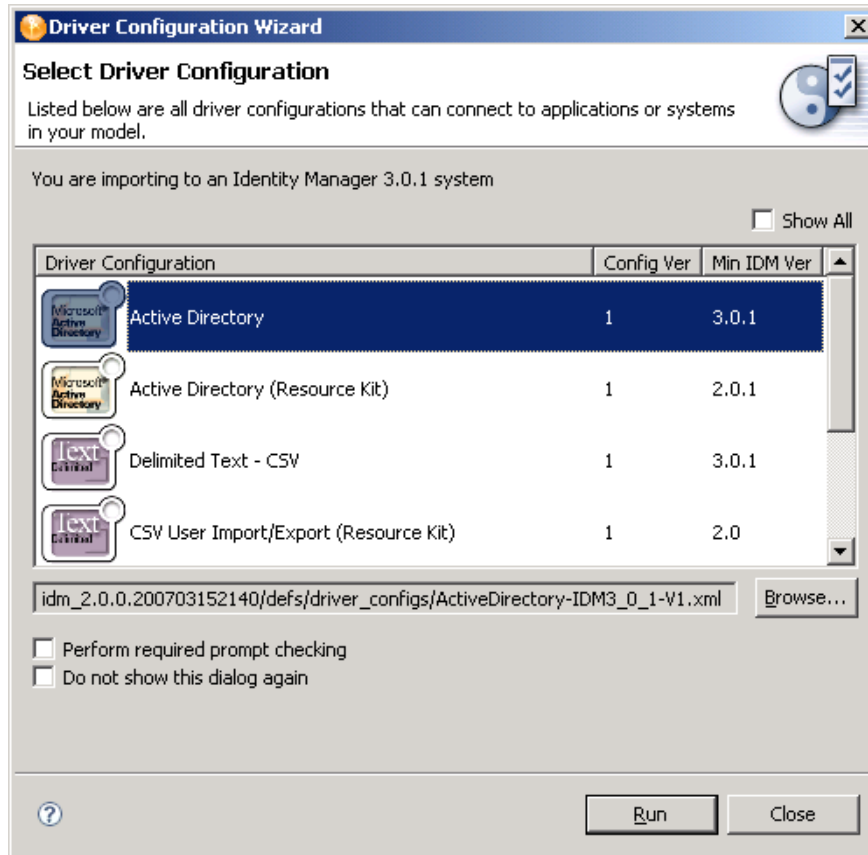 Driver Configuration Wizard
Select Driver Configuration
Listed below are all driver configurations that can connect to applications or systems
in your model.
You are importing to an Identity Manager 3.0.1 system
Show All
Driver Configuration Config Ver Min IDM Ver
Microsoft®
Active
Directory
Active Directory 1 3.0.1
Microsoft®
Active
Directory
Active Directory (Resource Kit) 1 2.0.1
Text
Delimited
Delimited Text - CSV 1 3.0.1
Text
Delimited
CSV User Import/Export (Resource Kit) 1 2.0
idm_2.0.0.200703152140/defs/driver_configs/ActiveDirectory-IDM3_0_1-V1.xml Browse...
Perform required prompt checking
Do not show this dialog again
? Run Close